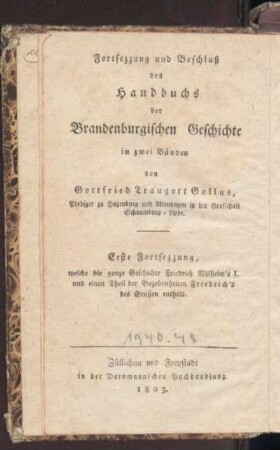 Fortsezzung und Beschluß
des
Handbuchs
der
Brandenburgischen Geschichte
in zwei Bänden
von
Gottfried Traugott Gallus,
Prediger zu Hagenburg und Altenhagen in der Grafschaft
Schaumburg-Lippe.
Erste Fortsezzung,
welche die ganze Geschichte Friedrich Wilhelm's I.
und einen Theil der Begebenheiten Friedrich's
des Großen enthält.
1940.48
Züllichau und Freystadt
in der Darnmannschen Buchhandlung.
1803.